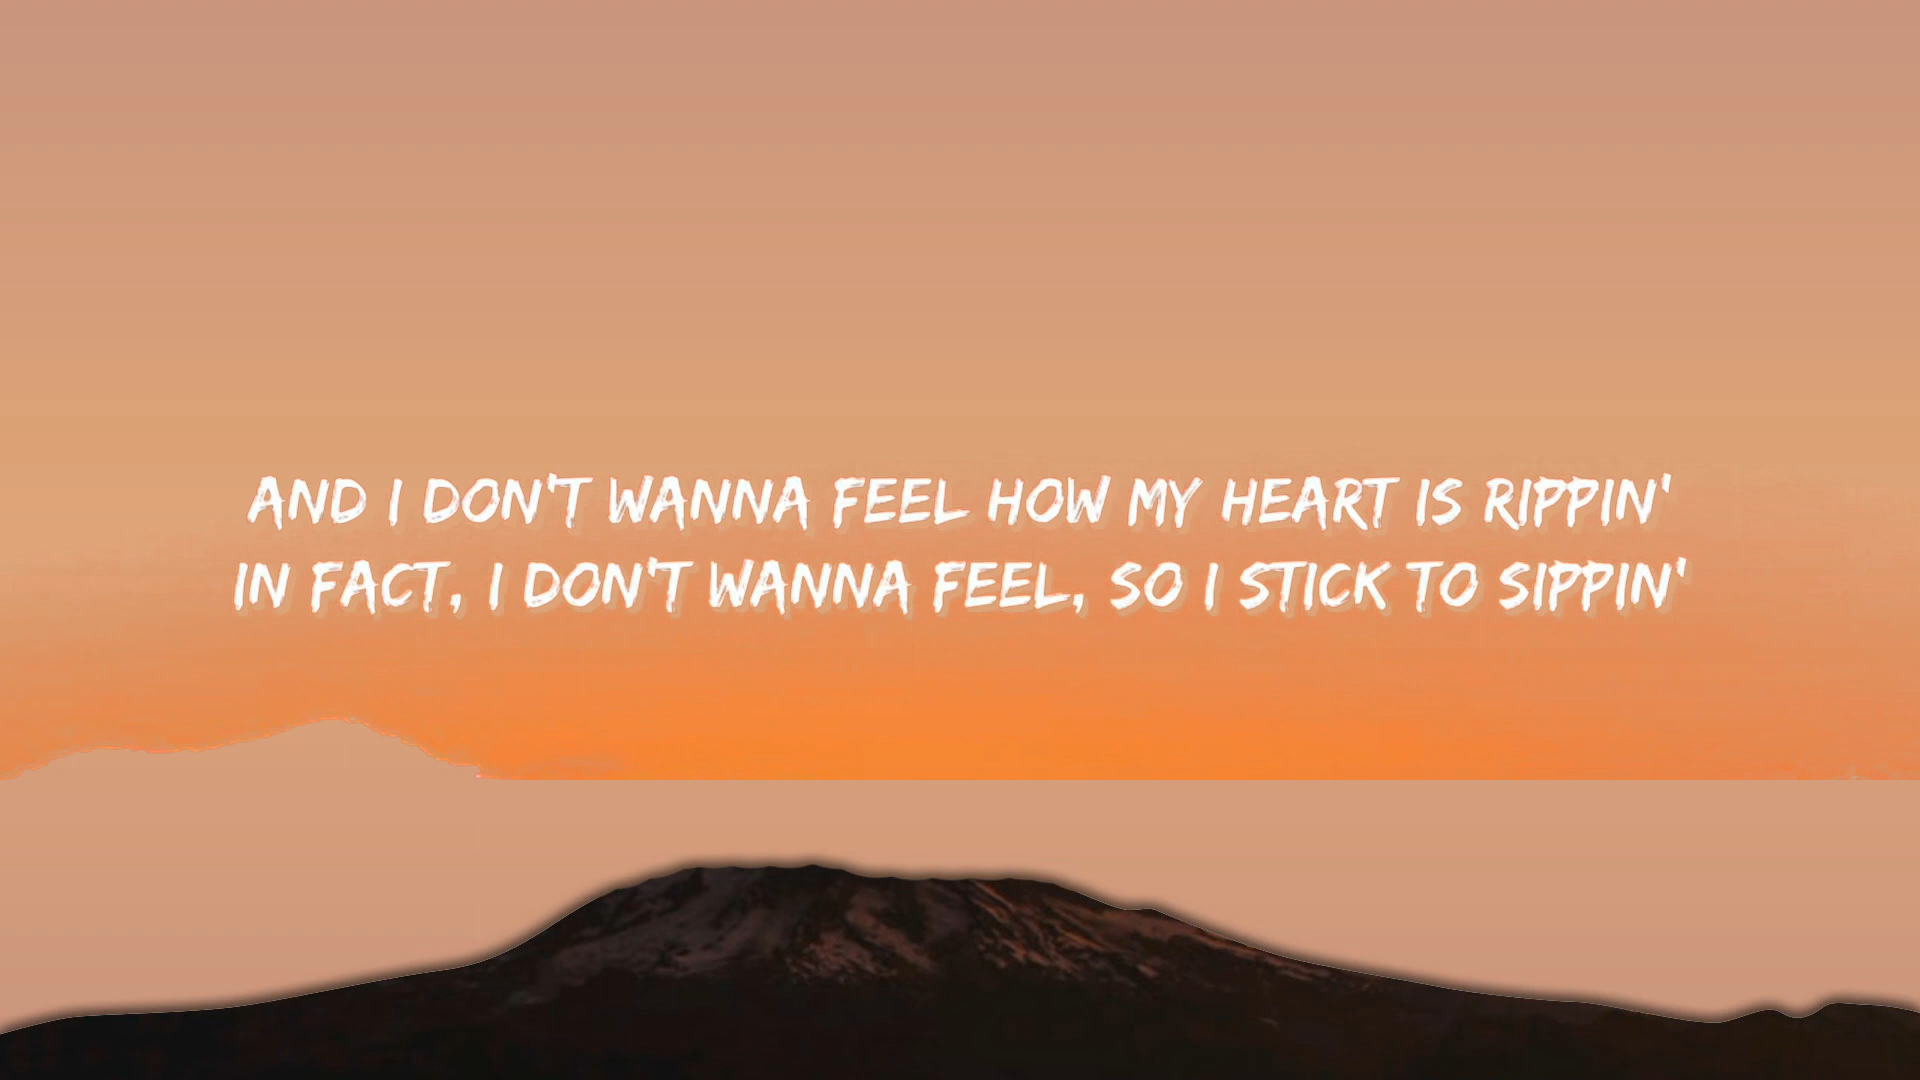 AND I DON'T WANNA FEEL HOW MY HEART IS RIPPIN'
IN FACT, I DON'T WANNA FEEL, SO I STICK TO SIPPIN'